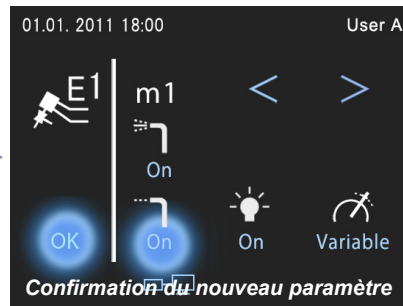 01.01. 2011 18:00 User A
E1
m1
< >
On
OK On On Variable
Confirmation du nouveau paramètre